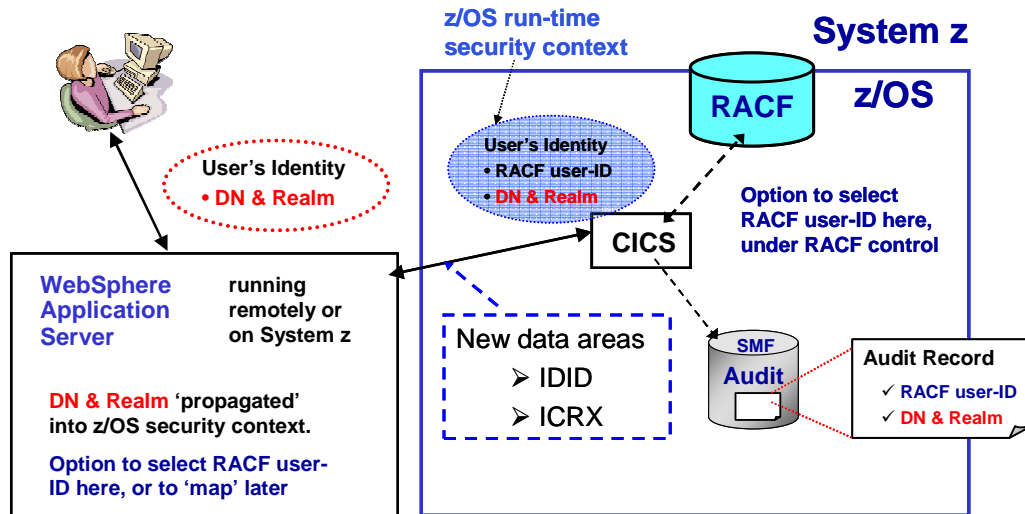 z/OS run-time
security context
System z
z/OS
RACF
User's Identity
• DN & Realm
User's Identity
• RACF user-ID
• DN & Realm
Option to select
RACF user-ID here,
under RACF control
CICS
WebSphere
Application
Server
running
remotely or
on System z
DN & Realm 'propagated'
into z/OS security context.
Option to select RACF user-
ID here, or to 'map' later
New data areas
➢ IDID
➢ ICRX
SMF
Audit
Audit Record
✓ RACF user-ID
✓ DN & Realm